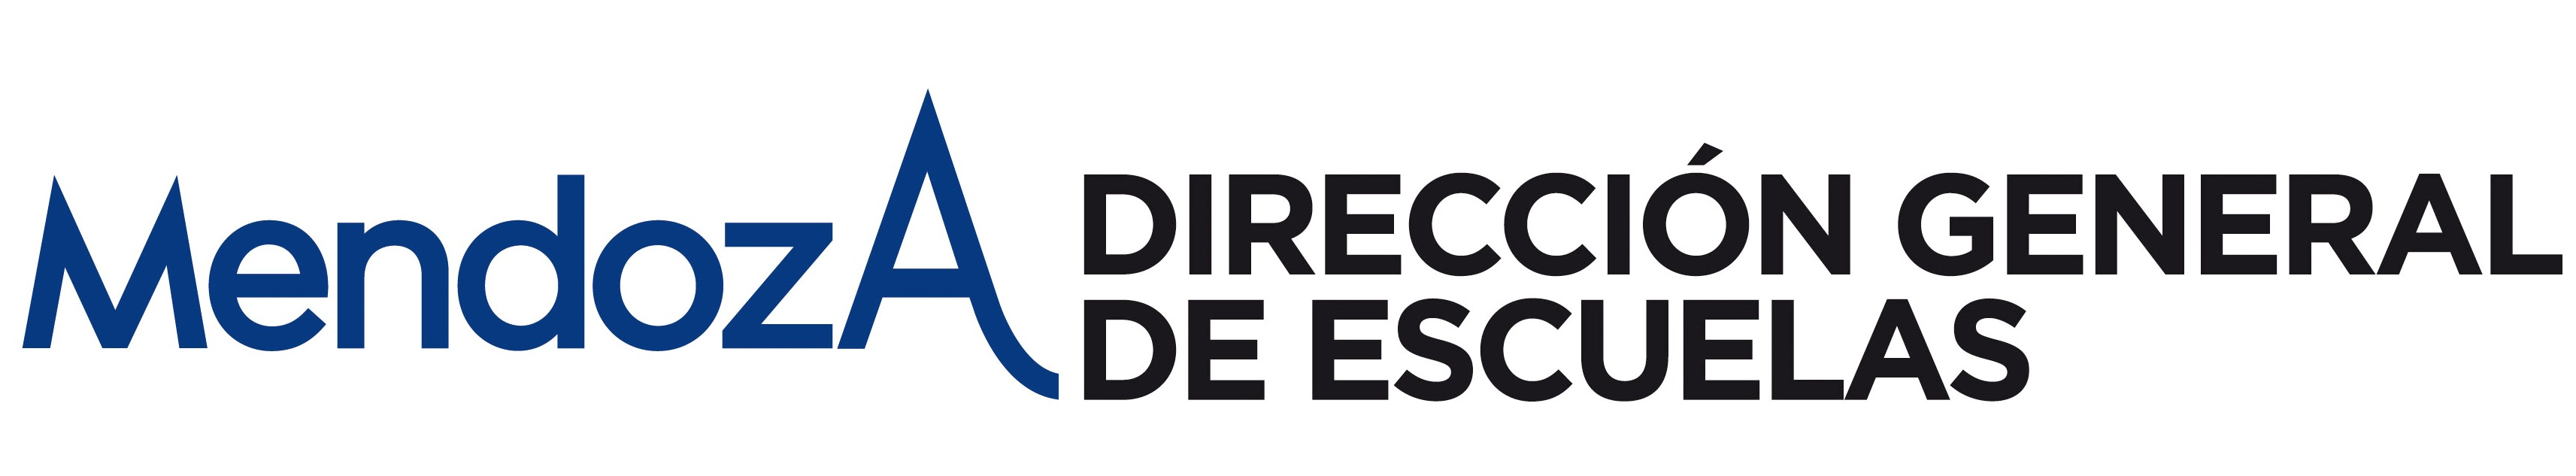 MendozA
DIRECCIÓN GENERAL
DE ESCUELAS